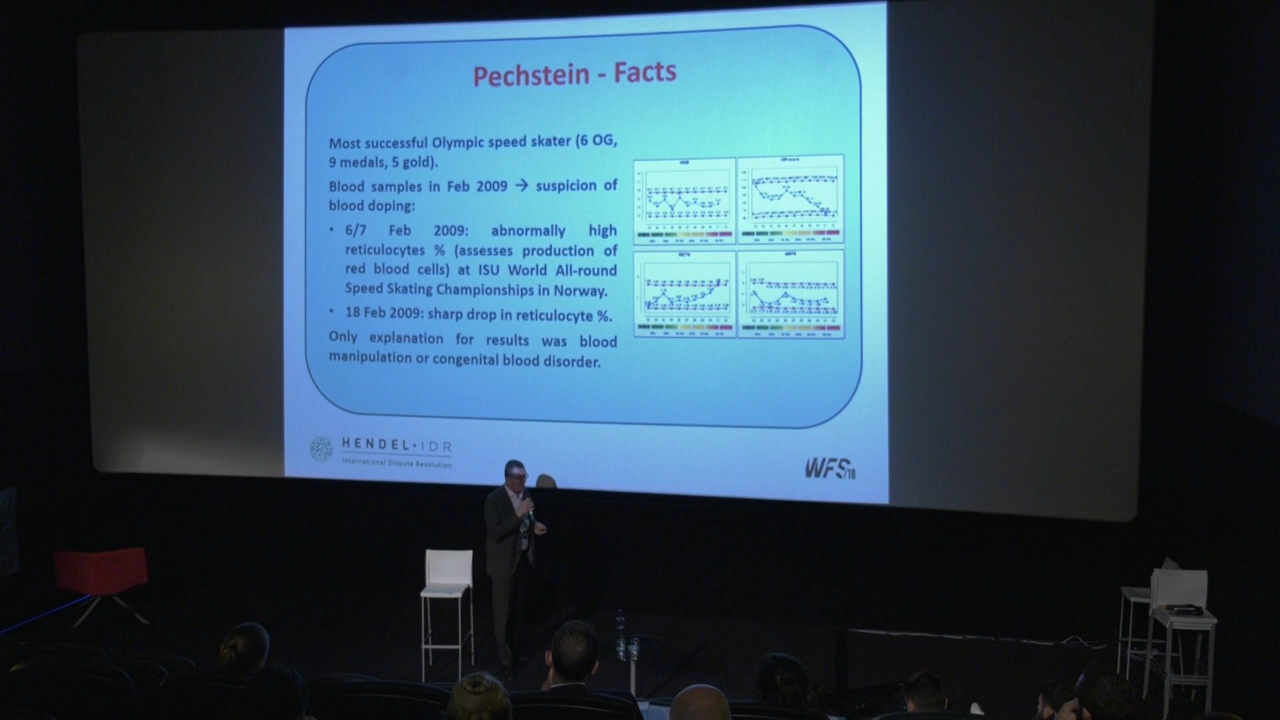 Pechstein - Facts
Most successful Olympic speed skater (6 OG,
9 medals, 5 gold).
Blood samples in Feb 2009 → suspicion of
blood doping:
• 6/7 Feb 2009: abnormally high
reticulocytes % (assesses production of
red blood cells) at ISU World All-round
Speed Skating Championships in Norway.
• 18 Feb 2009: sharp drop in reticulocyte %.
Only explanation for results was blood
manipulation or congenital blood disorder.
HENDEL•IDR
International Dispute Resolution
WFS/18